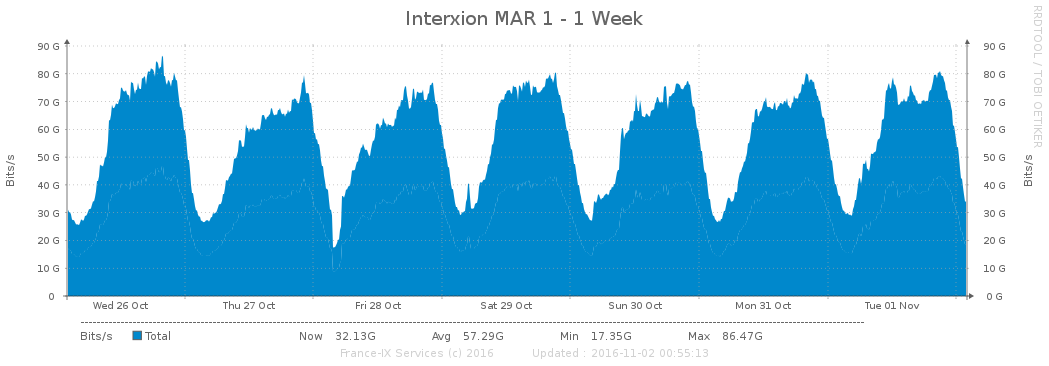 Interxion MAR 1 - 1 Week
RRDTOOL / TOBI OETIKER
Bits/s
90 G 90 G
80 G 80 G
70 G 70 G
60 G 60 G
50 G 50 G
40 G 40 G
30 G 30 G
20 G 20 G
10 G 10 G
0 0 G
Bits/s
Wed 26 Oct Thu 27 Oct Fri 28 Oct Sat 29 Oct Sun 30 Oct Mon 31 Oct Tue 01 Nov
Bits/s Total Now 32.13G Avg 57.29G Min 17.35G Max 86.47G
France-IX Services (c) 2016 Updated : 2016-11-02 00:55:13